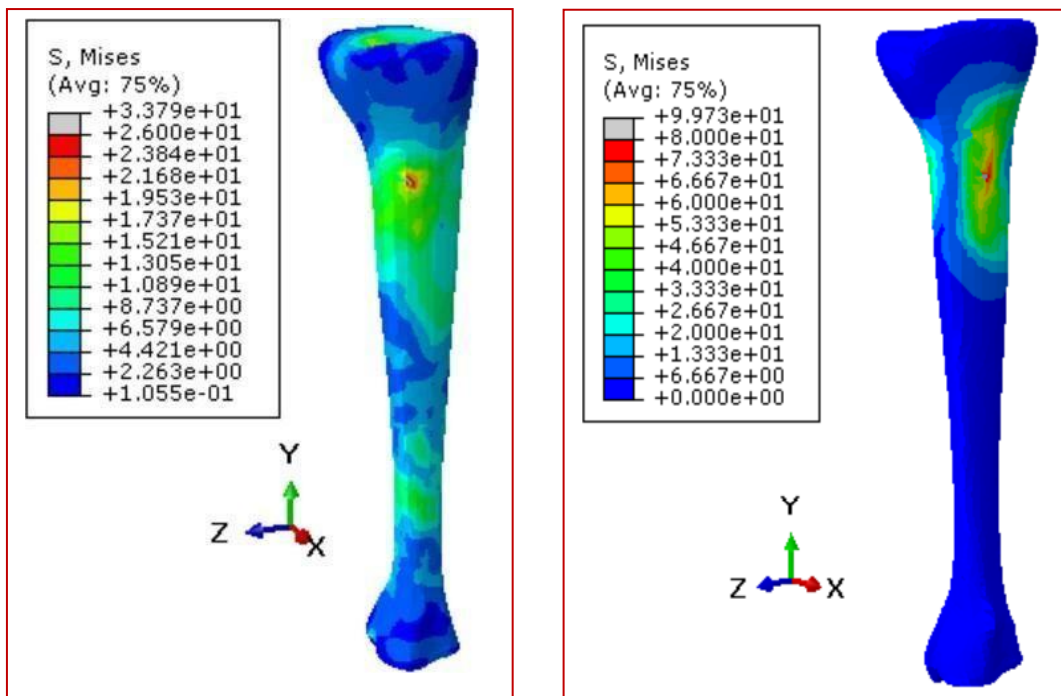 S, Mises
(Avg: 75%)
+3.379e+01
+2.600e+01
+2.384e+01
+2.168e+01
+1.953e+01
+1.737e+01
+1.521e+01
+1.305e+01
+1.089e+01
+8.737e+00
+6.579e+00
+4.421e+00
+2.263e+00
+1.055e-01
Y
Z
X
S, Mises
(Avg: 75%)
+9.973e+01
+8.000e+01
+7.333e+01
+6.667e+01
+6.000e+01
+5.333e+01
+4.667e+01
+4.000e+01
+3.333e+01
+2.667e+01
+2.000e+01
+1.333e+01
+6.667e+00
+0.000e+00
Y
Z X